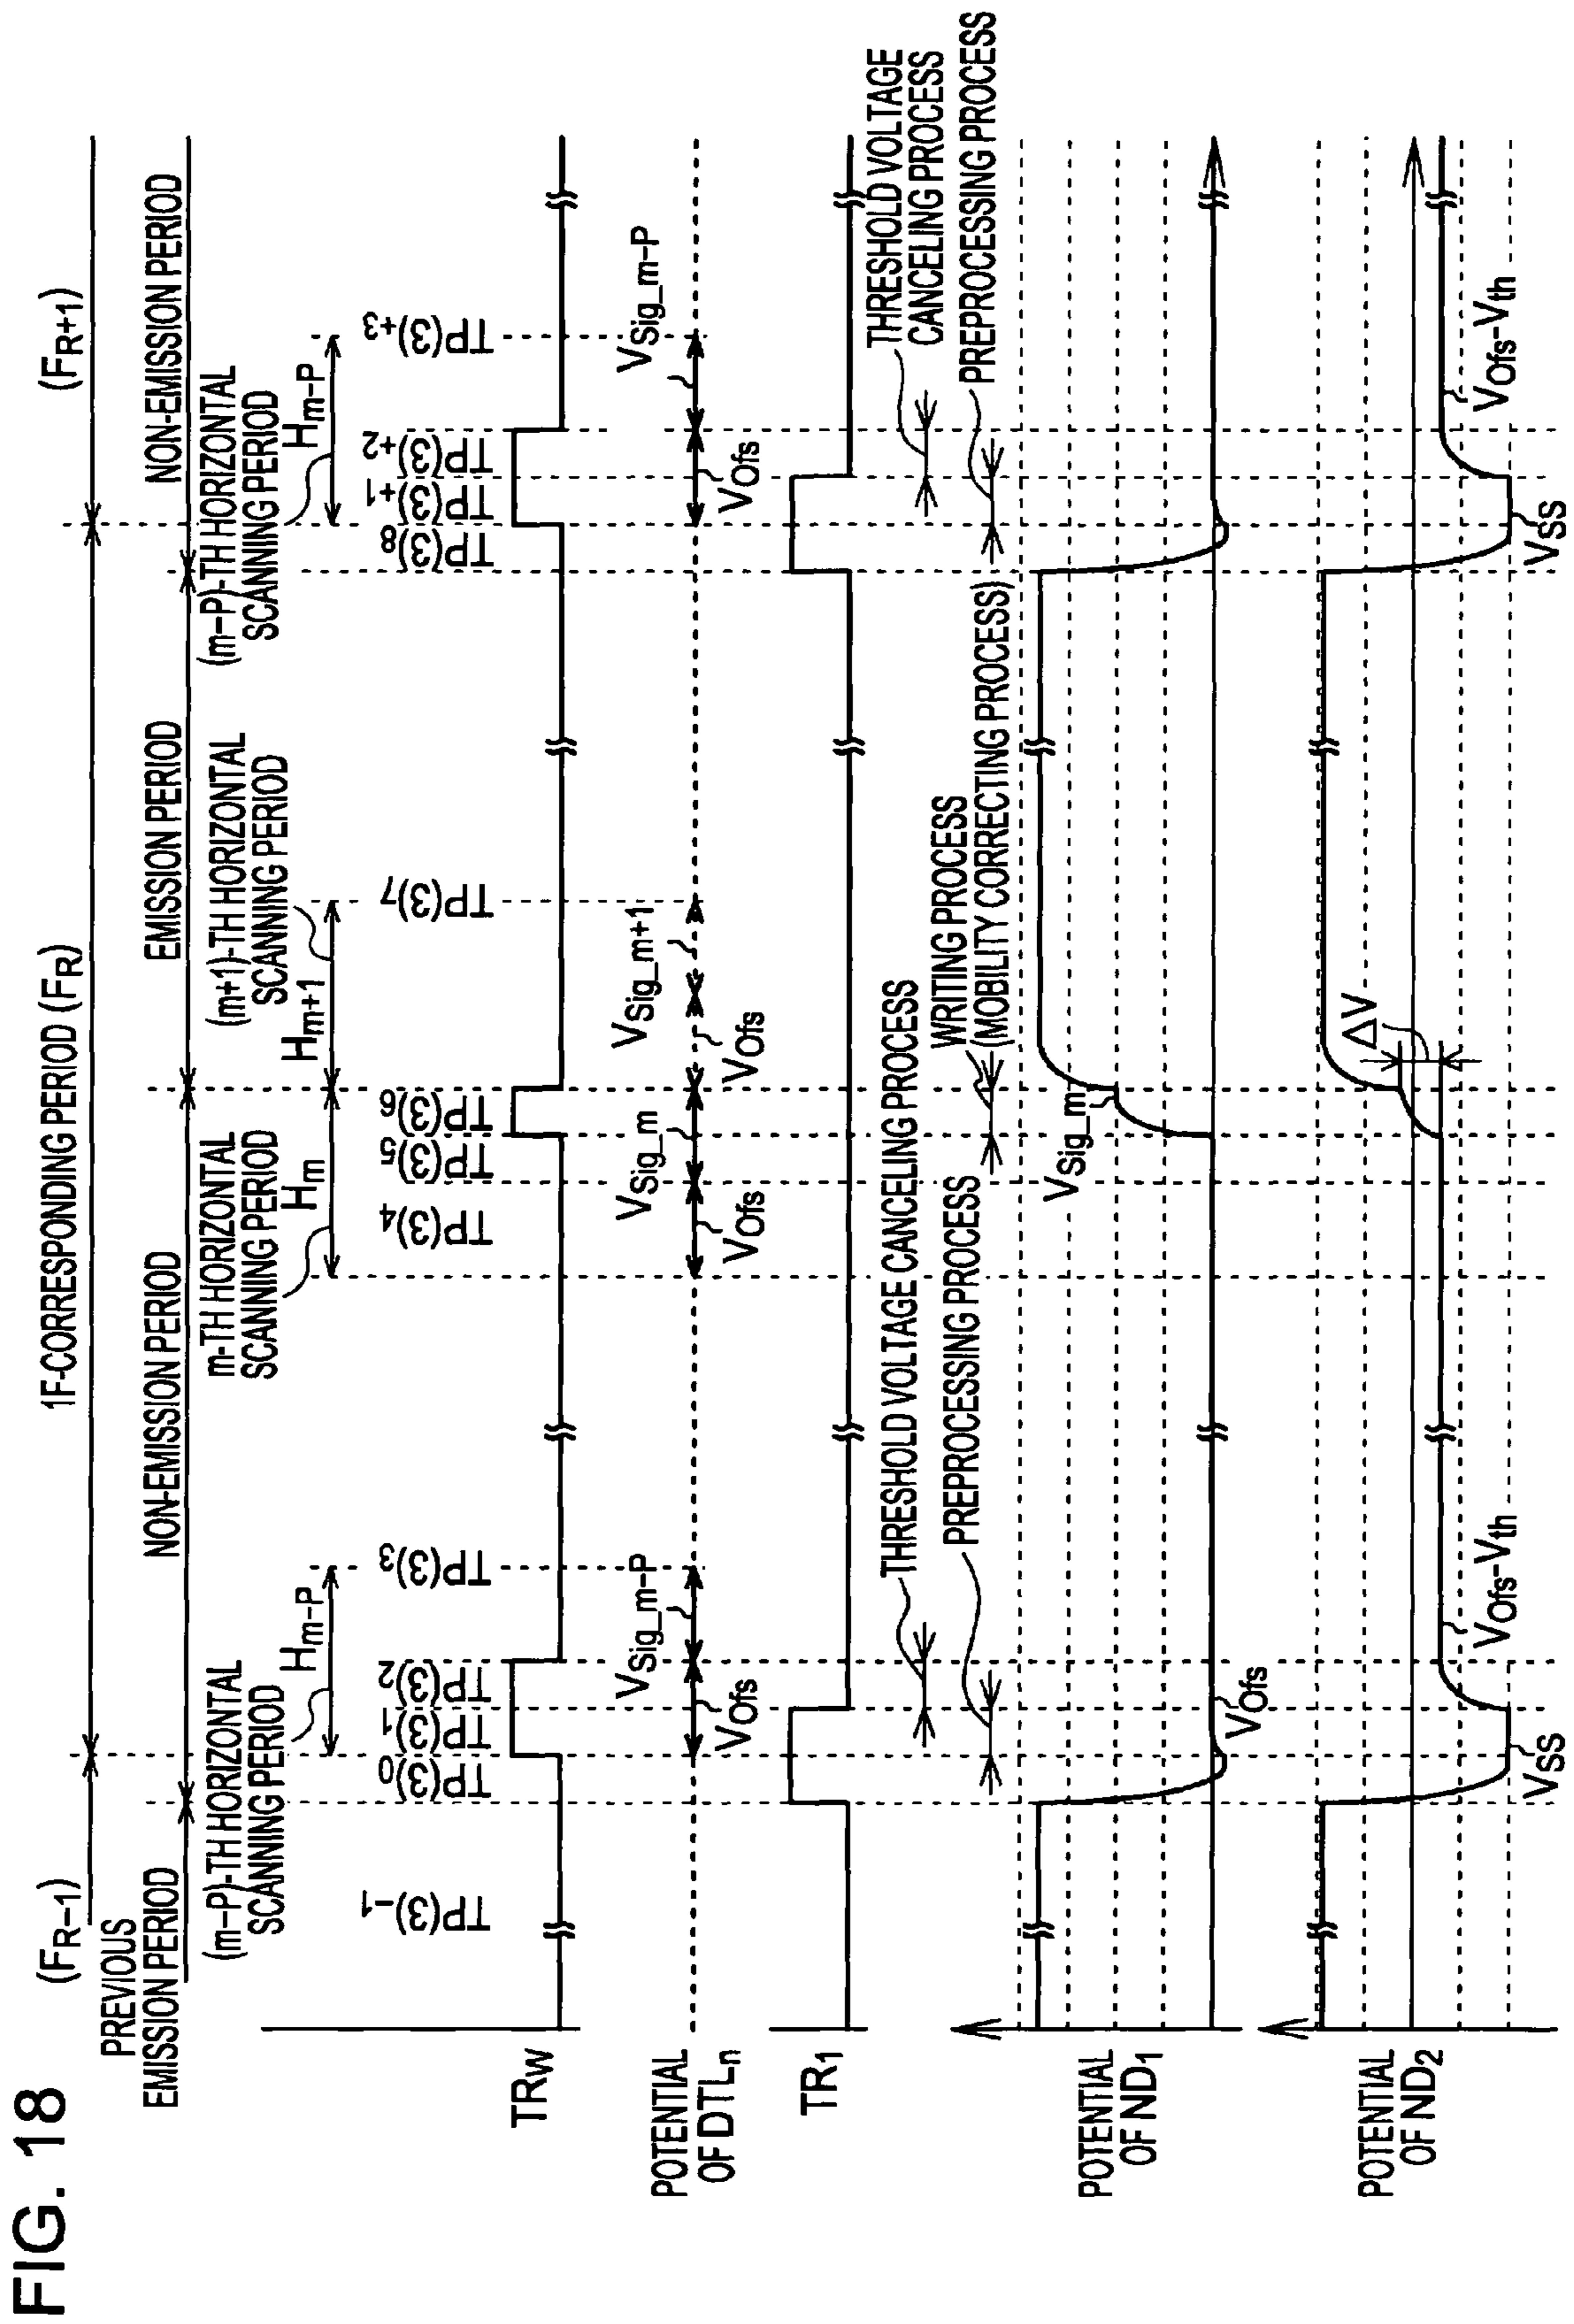 FIG. 18
(FR-1)
1F-CORRESPONDING PERIOD (FR)
(FR+1)
PREVIOUS
EMISSION PERIOD
NON-EMISSION PERIOD
EMISSION PERIOD
NON-EMISSION PERIOD
(m-P)-TH HORIZONTAL
SCANNING PERIOD
Hm-P
m-TH HORIZONTAL
SCANNING PERIOD
Hm
(m+1)-TH HORIZONTAL
SCANNING PERIOD
Hm+1
(m-P)-TH HORIZONTAL
SCANNING PERIOD
Hm-P
TP(3)-1
TP(3)0
TP(3)1
TP(3)2
TP(3)3
TP(3)4
TP(3)5
TP(3)6
TP(3)7
TP(3)8
TP(3)+1
TP(3)+2
TP(3)+3
TRW
POTENTIAL
OF DTLn
VOfs
VSig_m-P
VOfs
VSig_m
VOfs
VSig_m+1
VOfs
VSig_m-P
TR1
THRESHOLD VOLTAGE CANCELING PROCESS
PREPROCESSING PROCESS
WRITING PROCESS
(MOBILITY CORRECTING PROCESS)
THRESHOLD VOLTAGE
CANCELING PROCESS
PREPROCESSING PROCESS
POTENTIAL
OF ND1
VOfs
VSig_m
POTENTIAL
OF ND2
VSS
VOfs-Vth
ΔV
VSS
VOfs-Vth